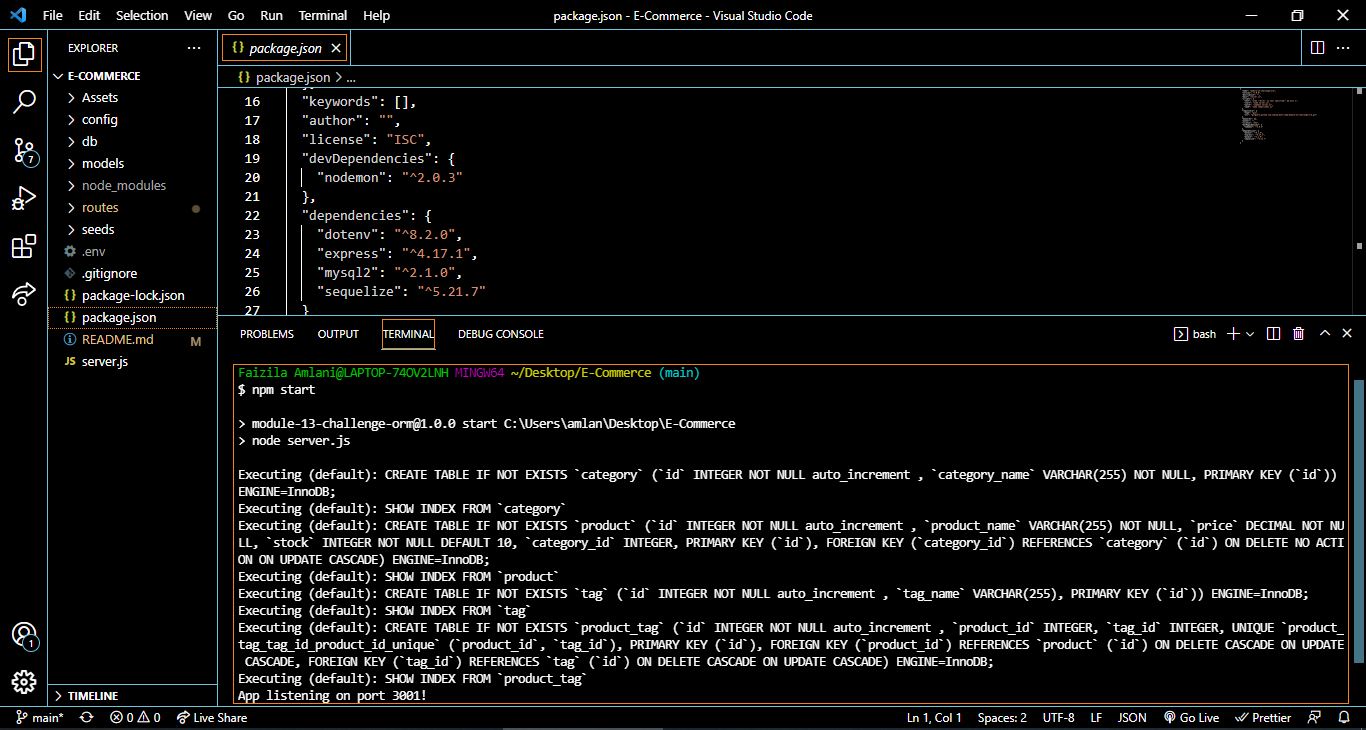 File Edit Selection View Go Run Terminal Help
package.json - E-Commerce - Visual Studio Code
EXPLORER
E-COMMERCE
Assets
config
db
models
node_modules
routes
seeds
.env
.gitignore
{} package-lock.json
{} package.json
README.md M
JS server.js
TIMELINE
7
1
{} package.json
{} package.json > ...
16 "keywords": [],
17 "author": "",
18 "license": "ISC",
19 "devDependencies": {
20 "nodemon": "^2.0.3"
21 },
22 "dependencies": {
23 "dotenv": "^8.2.0",
24 "express": "^4.17.1",
25 "mysql2": "^2.1.0",
26 "sequelize": "^5.21.7"
27 }
PROBLEMS OUTPUT TERMINAL DEBUG CONSOLE
bash
Faizila Amlani@LAPTOP-74OV2LNH MINGW64 ~/Desktop/E-Commerce (main)
$ npm start
> module-13-challenge-orm@1.0.0 start C:\Users\amlan\Desktop\E-Commerce
> node server.js
Executing (default): CREATE TABLE IF NOT EXISTS `category` (`id` INTEGER NOT NULL auto_increment , `category_name` VARCHAR(255) NOT NULL, PRIMARY KEY (`id`))
ENGINE=InnoDB;
Executing (default): SHOW INDEX FROM `category`
Executing (default): CREATE TABLE IF NOT EXISTS `product` (`id` INTEGER NOT NULL auto_increment , `product_name` VARCHAR(255) NOT NULL, `price` DECIMAL NOT NU
LL, `stock` INTEGER NOT NULL DEFAULT 10, `category_id` INTEGER, PRIMARY KEY (`id`), FOREIGN KEY (`category_id`) REFERENCES `category` (`id`) ON DELETE NO ACTI
ON ON UPDATE CASCADE) ENGINE=InnoDB;
Executing (default): SHOW INDEX FROM `product`
Executing (default): CREATE TABLE IF NOT EXISTS `tag` (`id` INTEGER NOT NULL auto_increment , `tag_name` VARCHAR(255), PRIMARY KEY (`id`)) ENGINE=InnoDB;
Executing (default): SHOW INDEX FROM `tag`
Executing (default): CREATE TABLE IF NOT EXISTS `product_tag` (`id` INTEGER NOT NULL auto_increment , `product_id` INTEGER, `tag_id` INTEGER, UNIQUE `product_
tag_tag_id_product_id_unique` (`product_id`, `tag_id`), PRIMARY KEY (`id`), FOREIGN KEY (`product_id`) REFERENCES `product` (`id`) ON DELETE CASCADE ON UPDATE
CASCADE, FOREIGN KEY (`tag_id`) REFERENCES `tag` (`id`) ON DELETE CASCADE ON UPDATE CASCADE) ENGINE=InnoDB;
Executing (default): SHOW INDEX FROM `product_tag`
App listening on port 3001!
main* 0 0 Live Share
Ln 1, Col 1 Spaces: 2 UTF-8 LF JSON Go Live Prettier